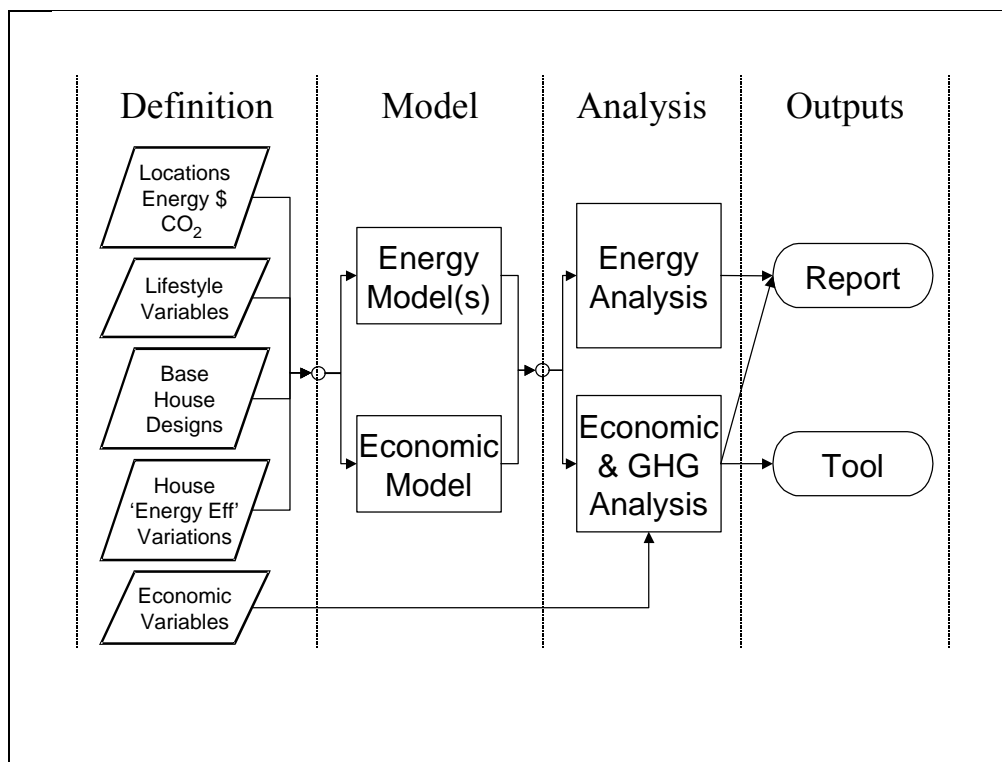 Definition
Model
Analysis
Outputs
Locations
Energy $
CO₂
Lifestyle
Variables
Base
House
Designs
House
‘Energy Eff’
Variations
Economic
Variables
Energy
Model(s)
Economic
Model
Energy
Analysis
Economic
& GHG
Analysis
Report
Tool